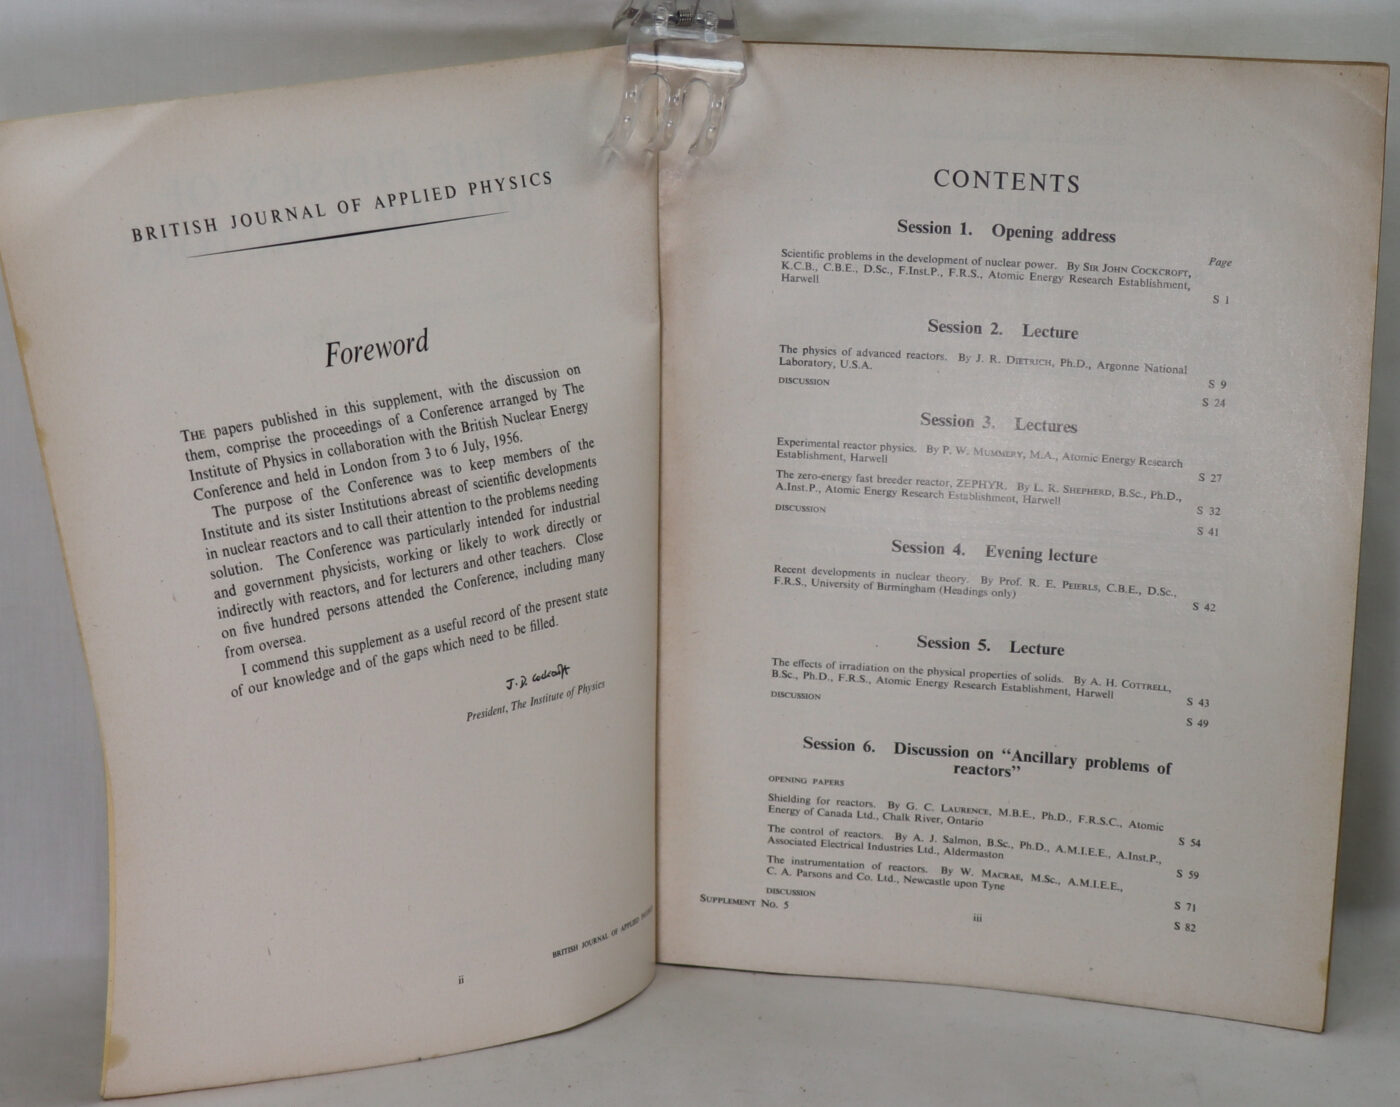 BRITISH JOURNAL OF APPLIED PHYSICS
Foreword
THE papers published in this supplement, with the discussion on
them, comprise the proceedings of a Conference arranged by The
Institute of Physics in collaboration with the British Nuclear Energy
Conference and held in London from 3 to 6 July, 1956.
The purpose of the Conference was to keep members of the
Institute and its sister Institutions abreast of scientific developments
in nuclear reactors and to call their attention to the problems needing
solution. The Conference was particularly intended for industrial
and government physicists, working or likely to work directly or
indirectly with reactors, and for lecturers and other teachers. Close
on five hundred persons attended the Conference, including many
from oversea.
I commend this supplement as a useful record of the present state
of our knowledge and of the gaps which need to be filled.
J. D. Cockcroft
President, The Institute of Physics
BRITISH JOURNAL OF APPLIED
ii
CONTENTS
Session 1. Opening address
Page
Scientific problems in the development of nuclear power. By SIR JOHN COCKCROFT,
K.C.B., C.B.E., D.Sc., F.Inst.P., F.R.S., Atomic Energy Research Establishment,
Harwell S 1
Session 2. Lecture
The physics of advanced reactors. By J. R. DIETRICH, Ph.D., Argonne National
Laboratory, U.S.A. S 9
DISCUSSION S 24
Session 3. Lectures
Experimental reactor physics. By P. W. MUMMERY, M.A., Atomic Energy Research
Establishment, Harwell S 27
The zero-energy fast breeder reactor, ZEPHYR. By L. R. SHEPHERD, B.Sc., Ph.D.,
A.Inst.P., Atomic Energy Research Establishment, Harwell S 32
DISCUSSION S 41
Session 4. Evening lecture
Recent developments in nuclear theory. By Prof. R. E. PEIERLS, C.B.E., D.Sc.,
F.R.S., University of Birmingham (Headings only) S 42
Session 5. Lecture
The effects of irradiation on the physical properties of solids. By A. H. COTTRELL,
B.Sc., Ph.D., F.R.S., Atomic Energy Research Establishment, Harwell S 43
DISCUSSION S 49
Session 6. Discussion on “Ancillary problems of
reactors”
OPENING PAPERS
Shielding for reactors. By G. C. LAURENCE, M.B.E., Ph.D., F.R.S.C., Atomic
Energy of Canada Ltd., Chalk River, Ontario S 54
The control of reactors. By A. J. Salmon, B.Sc., Ph.D., A.M.I.E.E., A.Inst.P.,
Associated Electrical Industries Ltd., Aldermaston S 59
The instrumentation of reactors. By W. MACRAE, M.Sc., A.M.I.E.E.,
C. A. Parsons and Co. Ltd., Newcastle upon Tyne S 71
DISCUSSION S 82
SUPPLEMENT No. 5
iii